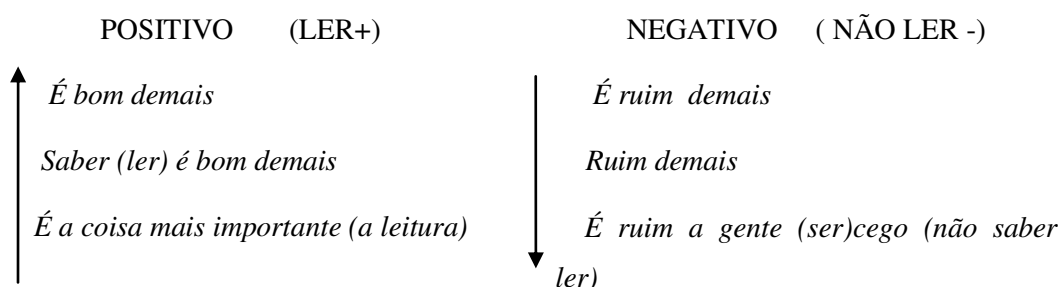 POSITIVO (LER+) NEGATIVO ( NÃO LER -)
É bom demais É ruim demais
Saber (ler) é bom demais Ruim demais
É a coisa mais importante (a leitura) É ruim a gente (ser)cego (não saber
ler)